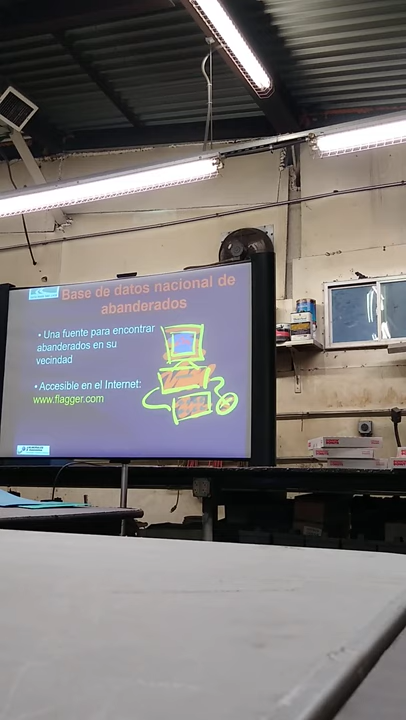 Base de datos nacional de
abanderados
• Una fuente para encontrar
abanderados en su
vecindad
• Accesible en el Internet:
www.flagger.com